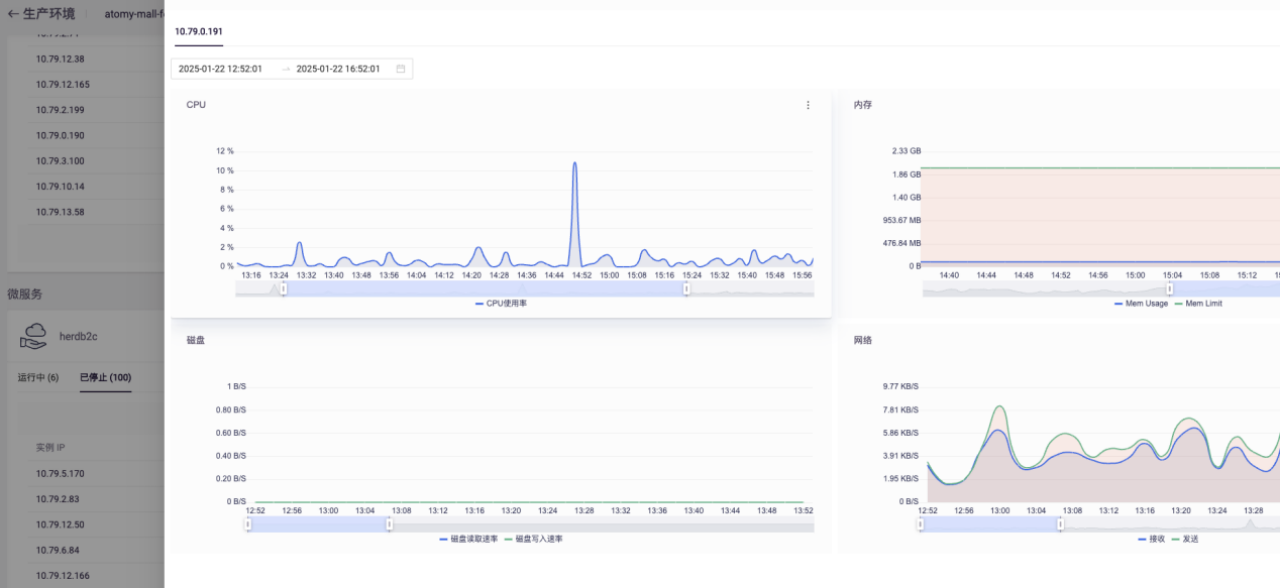 生产环境
atomy-mall-f
10.79.12.38
10.79.12.165
10.79.2.199
10.79.0.190
10.79.3.100
10.79.10.14
10.79.13.58
微服务
herdb2c
运行中 (6) 已停止 (100)
实例 IP
10.79.5.170
10.79.2.83
10.79.12.50
10.79.6.84
10.79.12.166
10.79.0.191
2025-01-22 12:52:01 → 2025-01-22 16:52:01
CPU
12 %
10 %
8 %
6 %
4 %
2 %
0 %
13:16 13:24 13:32 13:40 13:48 13:56 14:04 14:12 14:20 14:28 14:36 14:44 14:52 15:00 15:08 15:16 15:24 15:32 15:40 15:48 15:56
CPU使用率
内存
2.33 GB
1.86 GB
1.40 GB
953.67 MB
476.84 MB
0 B
14:40 14:44 14:48 14:52 14:56 15:00 15:04 15:08 15:12
Mem Usage Mem Limit
磁盘
1 B/S
0.80 B/S
0.60 B/S
0.40 B/S
0.20 B/S
0 B/S
12:52 12:56 13:00 13:04 13:08 13:12 13:16 13:20 13:24 13:28 13:32 13:36 13:40 13:44 13:48 13:52
磁盘读取速率 磁盘写入速率
网络
9.77 KB/S
7.81 KB/S
5.86 KB/S
3.91 KB/S
1.95 KB/S
0 B/S
12:52 12:56 13:00 13:04 13:08 13:12 13:16 13:20 13:24 13:28
接收 发送